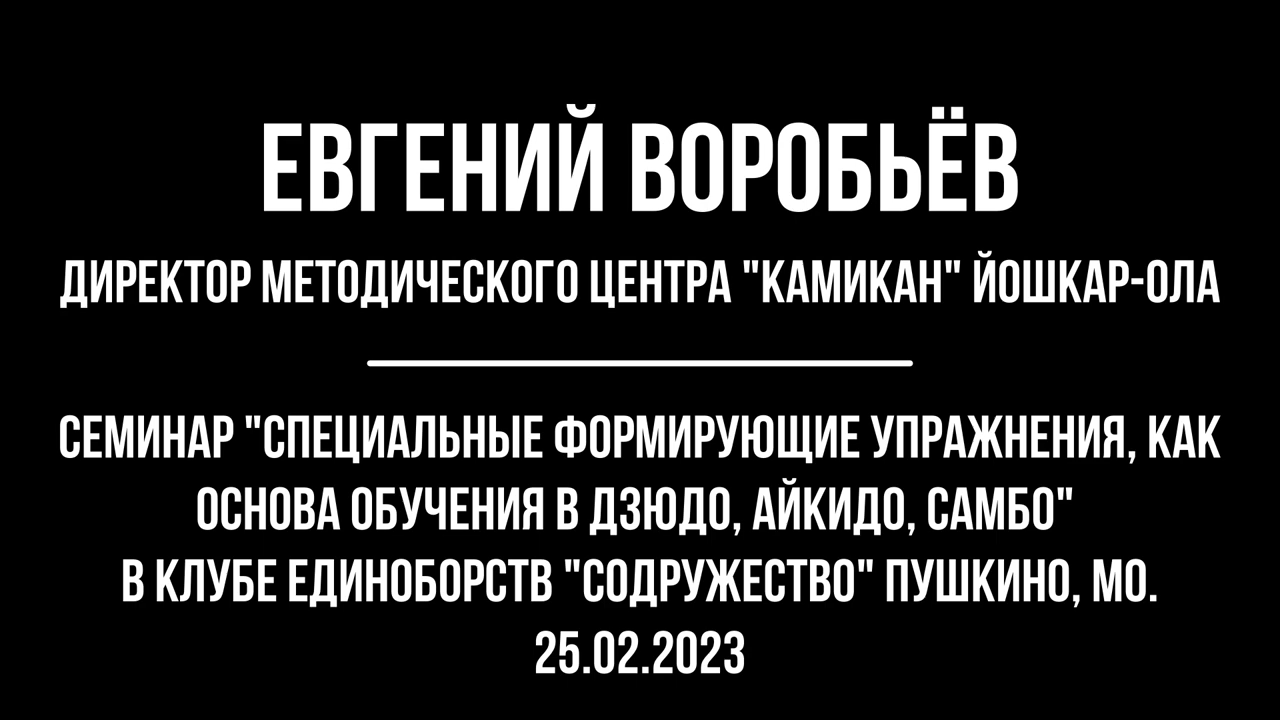 ЕВГЕНИЙ ВОРОБЬЁВ
ДИРЕКТОР МЕТОДИЧЕСКОГО ЦЕНТРА "КАМИКАН" ЙОШКАР-ОЛА
СЕМИНАР "СПЕЦИАЛЬНЫЕ ФОРМИРУЮЩИЕ УПРАЖНЕНИЯ, КАК
ОСНОВА ОБУЧЕНИЯ В ДЗЮДО, АЙКИДО, САМБО"
В КЛУБЕ ЕДИНОБОРСТВ "СОДРУЖЕСТВО" ПУШКИНО, МО.
25.02.2023